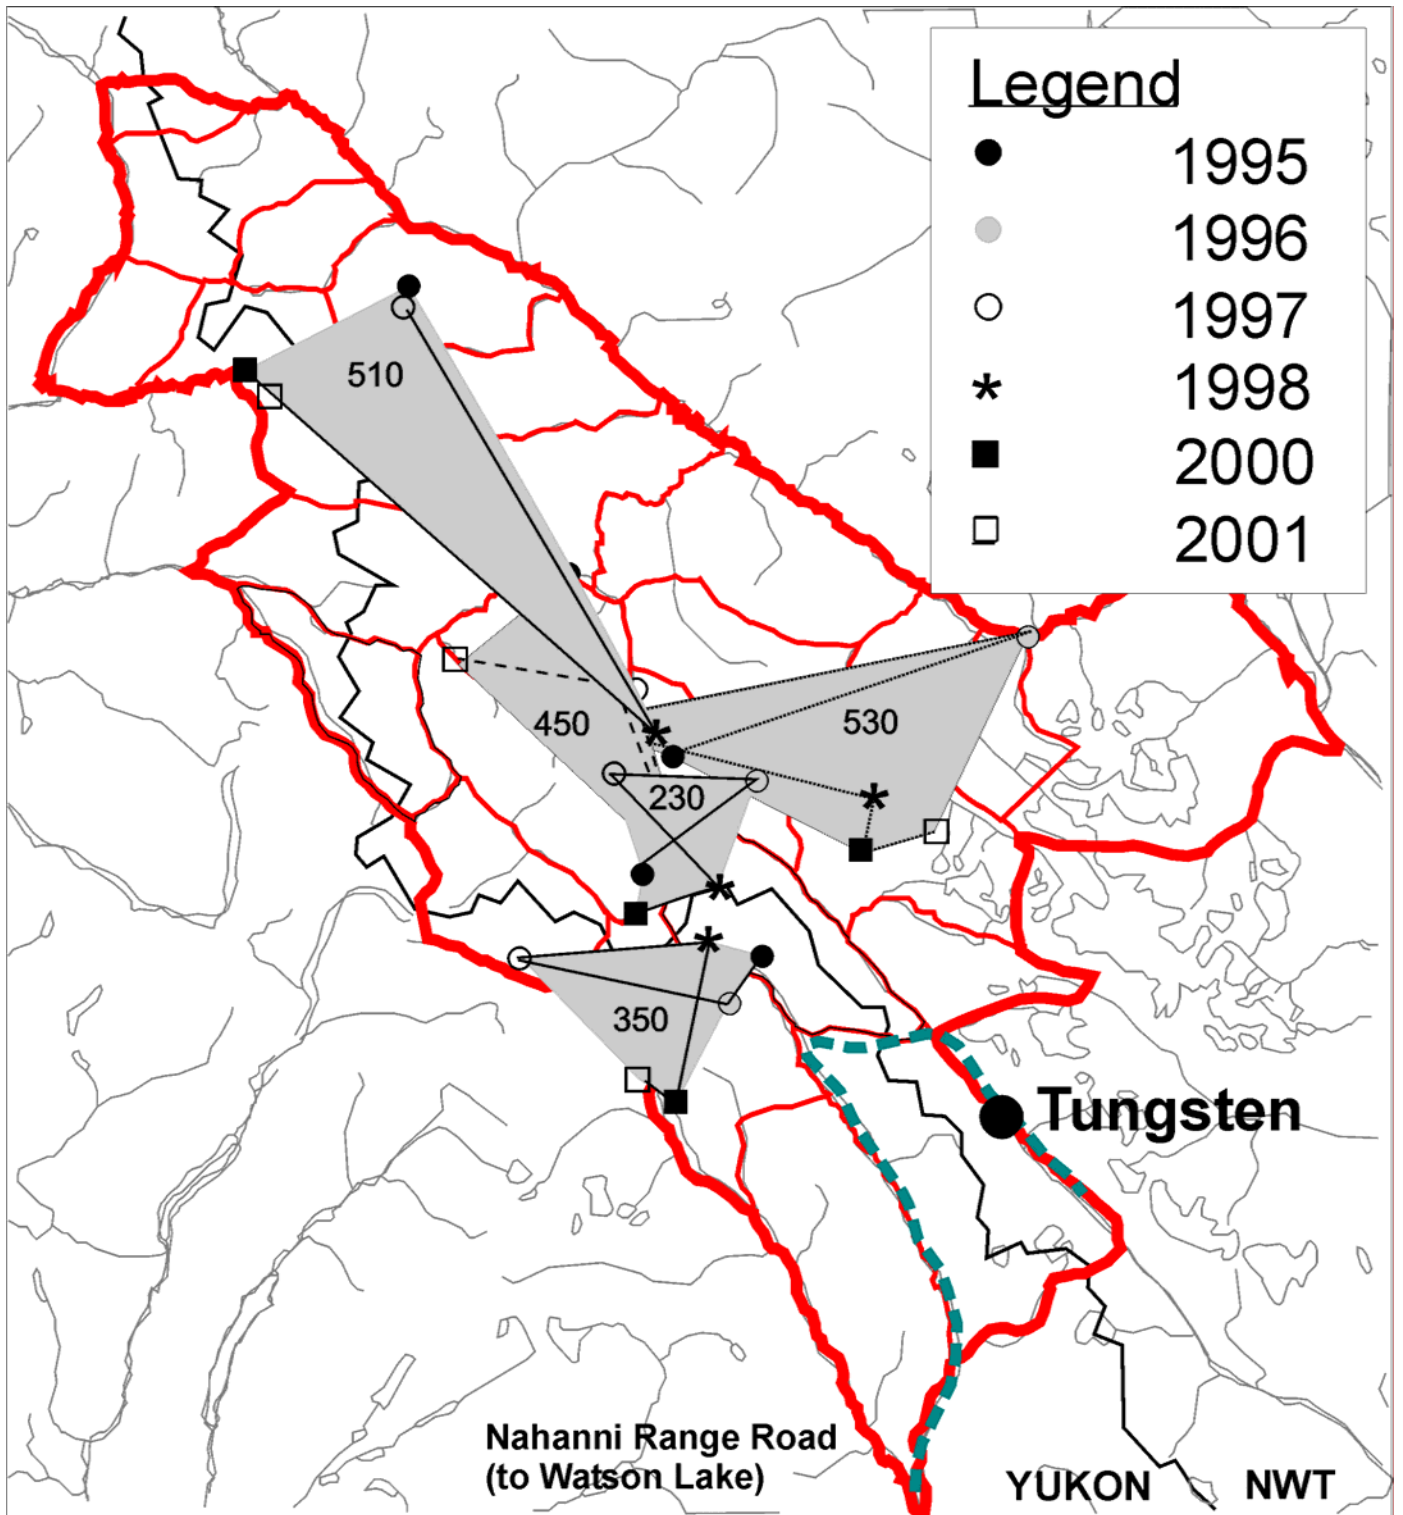 Legend
1995
1996
1997
1998
2000
2001
510
450
530
230
350
Tungsten
Nahanni Range Road
(to Watson Lake)
YUKON NWT